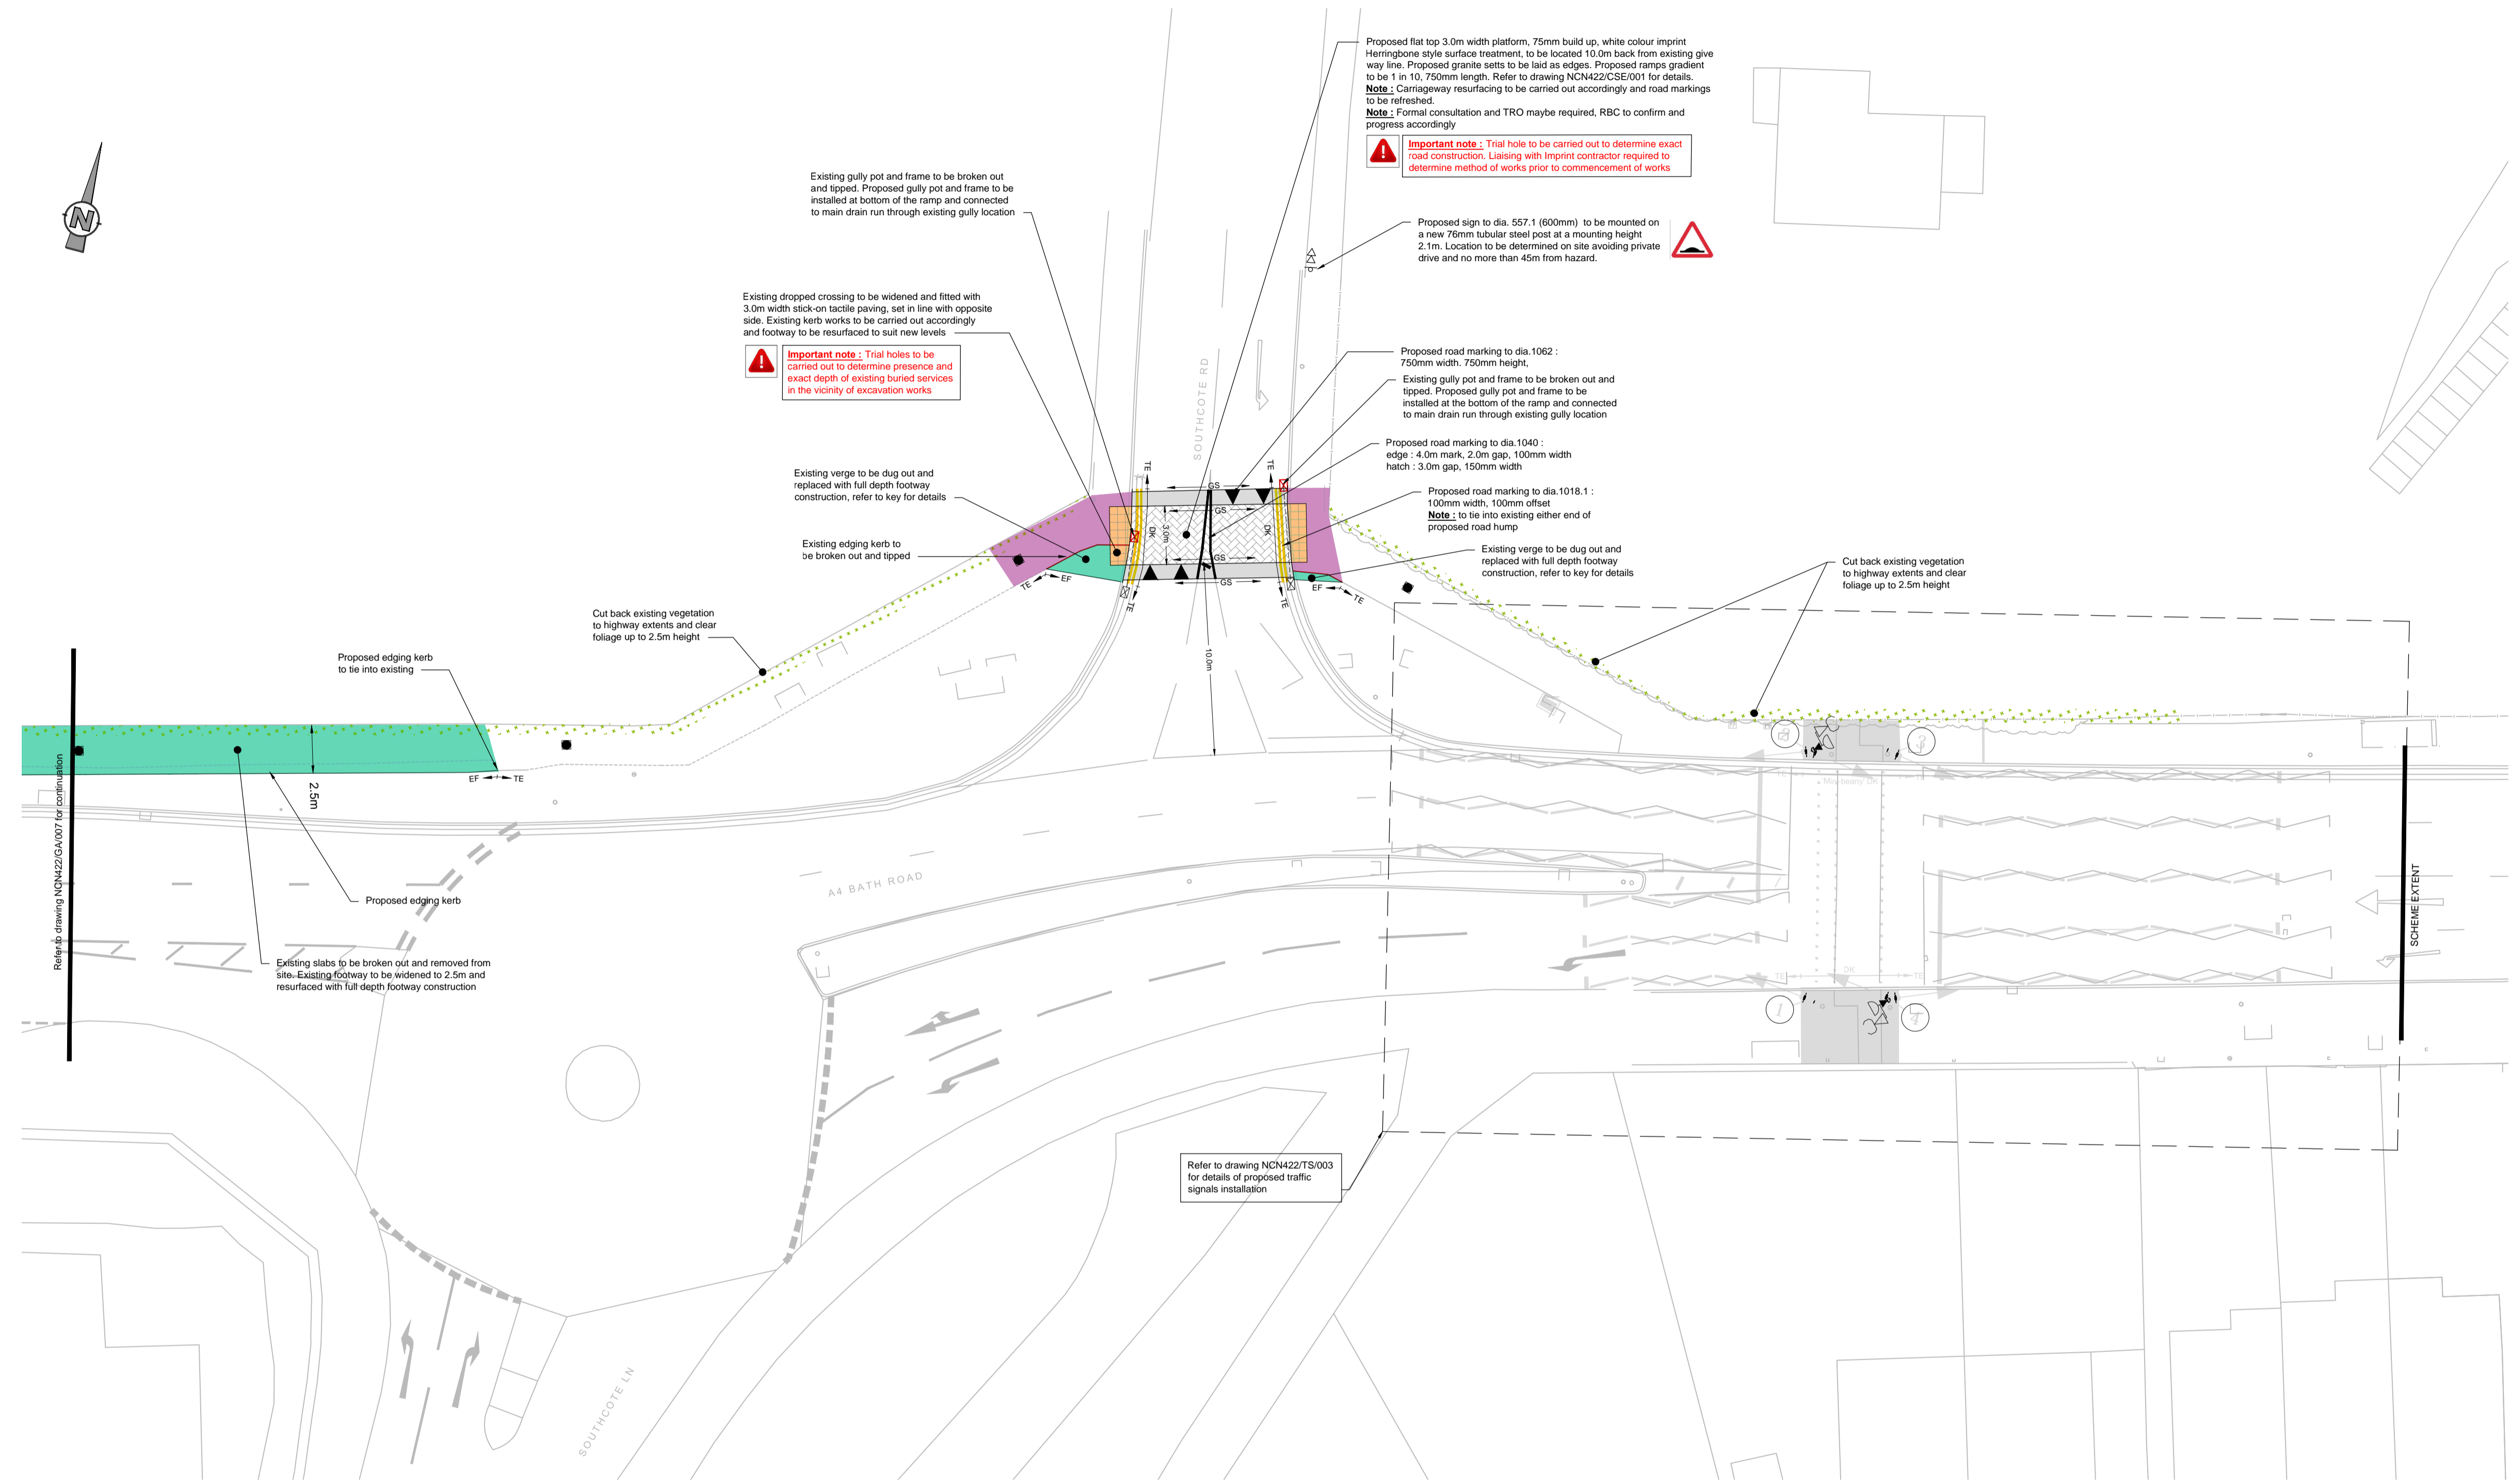 Proposed flat top 3.0m width platform, 75mm build up, white colour imprint
Herringbone style surface treatment, to be located 10.0m back from existing give
way line. Proposed granite setts to be laid as edges. Proposed ramps gradient
to be 1 in 10, 750mm length. Refer to drawing NCN422/CSE/001 for details.
Note : Carriageway resurfacing to be carried out accordingly and road markings
to be refreshed.
Note : Formal consultation and TRO maybe required, RBC to confirm and
progress accordingly
Important note : Trial hole to be carried out to determine exact
road construction. Liaising with Imprint contractor required to
determine method of works prior to commencement of works
N
Existing gully pot and frame to be broken out
and tipped. Proposed gully pot and frame to be
installed at bottom of the ramp and connected
to main drain run through existing gully location
Proposed sign to dia. 557.1 (600mm) to be mounted on
a new 76mm tubular steel post at a mounting height
2.1m. Location to be determined on site avoiding private
drive and no more than 45m from hazard.
Existing dropped crossing to be widened and fitted with
3.0m width stick-on tactile paving, set in line with opposite
side. Existing kerb works to be carried out accordingly
and footway to be resurfaced to suit new levels
Important note : Trial holes to be
carried out to determine presence and
exact depth of existing buried services
in the vicinity of excavation works
SOUTHCOTE RD
Proposed road marking to dia.1062 :
750mm width. 750mm height,
Existing gully pot and frame to be broken out and
tipped. Proposed gully pot and frame to be
installed at the bottom of the ramp and connected
to main drain run through existing gully location
Proposed road marking to dia.1040 :
edge : 4.0m mark, 2.0m gap, 100mm width
hatch : 3.0m gap, 150mm width
Existing verge to be dug out and
replaced with full depth footway
construction, refer to key for details
Proposed road marking to dia.1018.1 :
100mm width, 100mm offset
Note : to tie into existing either end of
proposed road hump
Existing edging kerb to
be broken out and tipped
Existing verge to be dug out and
replaced with full depth footway
construction, refer to key for details
TE
TE
GS
GS
DK
3.0m
DK
GS
GS
TE
EF
TE
TE
EF
TE
10.0m
Cut back existing vegetation
to highway extents and clear
foliage up to 2.5m height
Cut back existing vegetation
to highway extents and clear
foliage up to 2.5m height
Proposed edging kerb
to tie into existing
EF
TE
2.5m
Refer to drawing NCN422/GA/007 for continuation
Proposed edging kerb
Existing slabs to be broken out and removed from
site. Existing footway to be widened to 2.5m and
resurfaced with full depth footway construction
A4 BATH ROAD
2
3
TE
DK
TE
1
4
SCHEME EXTENT
Refer to drawing NCN422/TS/003
for details of proposed traffic
signals installation
SOUTHCOTE LN